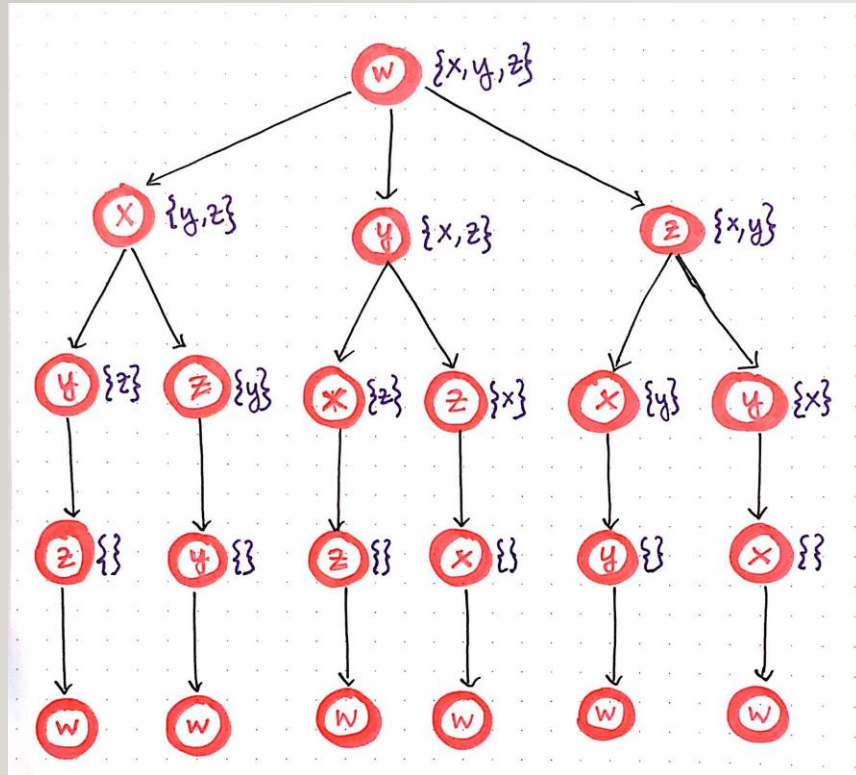 w {x,y,z}
x {y,z} y {x,z} z {x,y}
y {z} z {y} x {z} z {x} x {y} y {x}
z {} y {} z {} x {} y {} x {}
w w w w w w